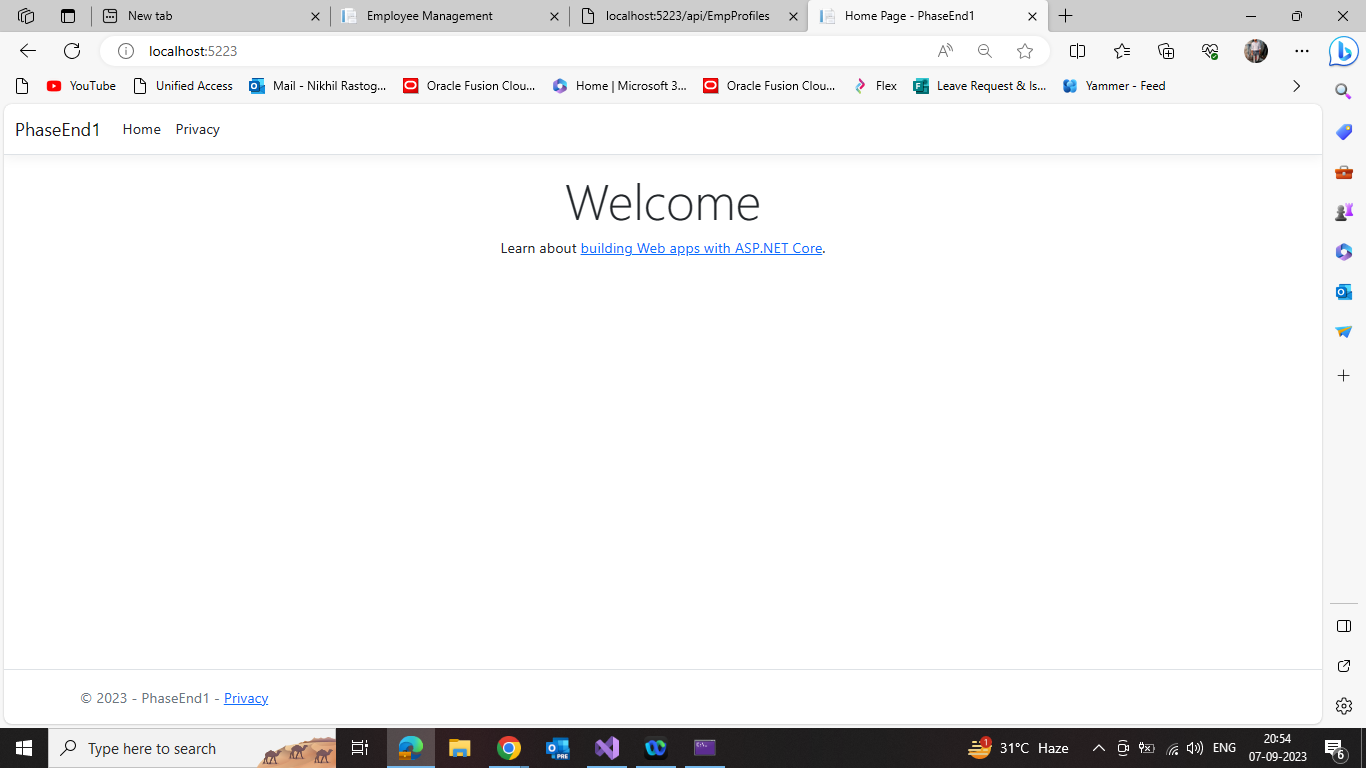 New tab
Employee Management
localhost:5223/api/EmpProfiles
Home Page - PhaseEnd1
localhost:5223
YouTube
Unified Access
Mail - Nikhil Rastog...
Oracle Fusion Clou...
Home | Microsoft 3...
Oracle Fusion Clou...
Flex
Leave Request & Is...
Yammer - Feed
PhaseEnd1 Home Privacy
Welcome
Learn about building Web apps with ASP.NET Core.
© 2023 - PhaseEnd1 - Privacy
Type here to search
PRE
1
31°C Haze
ENG
20:54
07-09-2023
6